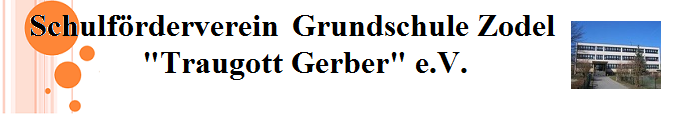 Schulförderverein Grundschule Zodel
"Traugott Gerber" e.V.